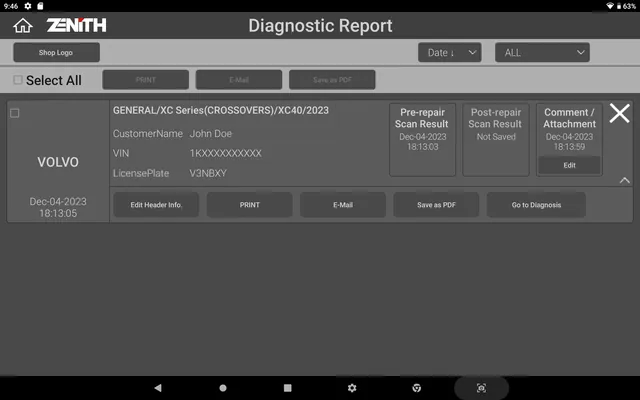 9:46
63%
ZENITH
Diagnostic Report
Shop Logo
Date ↓
ALL
Select All
PRINT
E-Mail
Save as PDF
VOLVO
Dec-04-2023
18:13:05
GENERAL/XC Series(CROSSOVERS)/XC40/2023
CustomerName John Doe
VIN 1KXXXXXXXXXX
LicensePlate V3NBXY
Pre-repair
Scan Result
Dec-04-2023
18:13:03
Post-repair
Scan Result
Not Saved
Comment /
Attachment
Dec-04-2023
18:13:59
Edit
Edit Header Info.
PRINT
E-Mail
Save as PDF
Go to Diagnosis